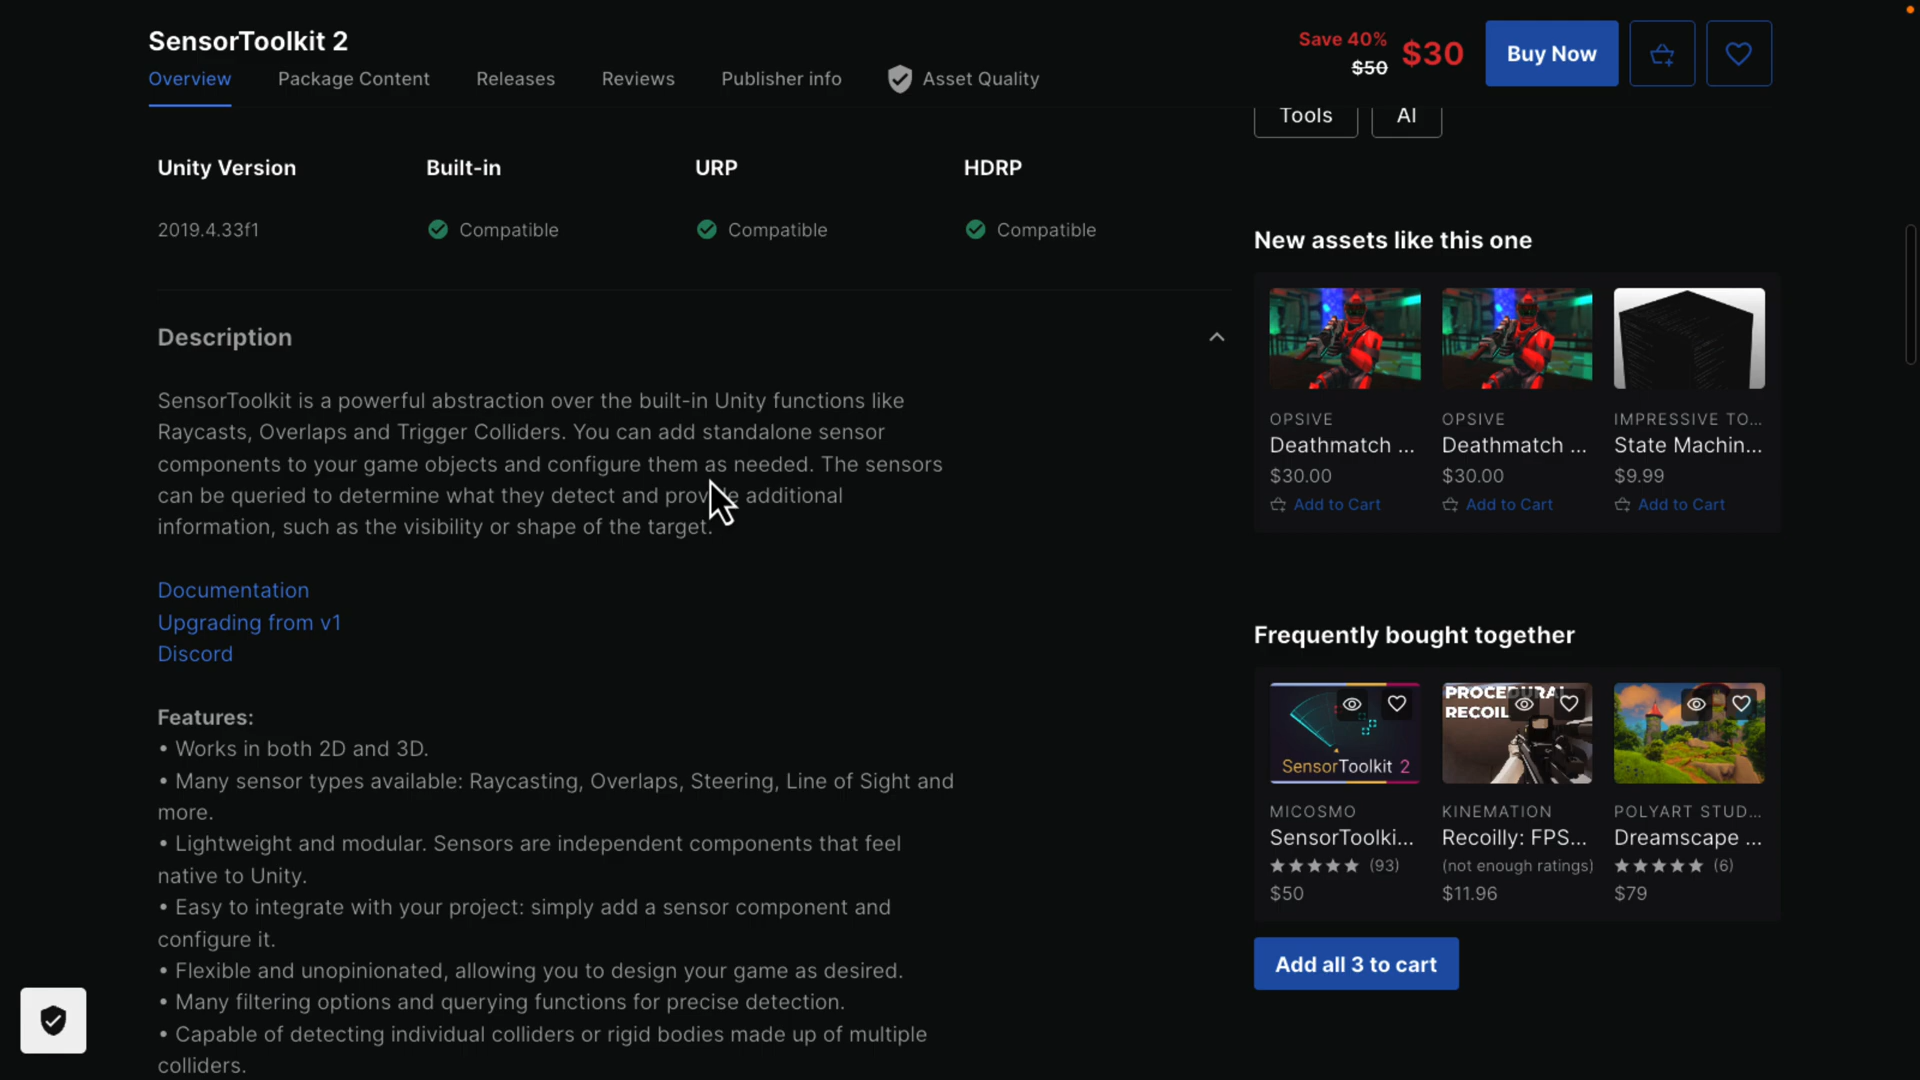 SensorToolkit 2
Save 40%
$50
$30
Buy Now
Overview
Package Content
Releases
Reviews
Publisher info
Asset Quality
Tools
AI
Unity Version
Built-in
URP
HDRP
2019.4.33f1
Compatible
Compatible
Compatible
Description
SensorToolkit is a powerful abstraction over the built-in Unity functions like
Raycasts, Overlaps and Trigger Colliders. You can add standalone sensor
components to your game objects and configure them as needed. The sensors
can be queried to determine what they detect and provide additional
information, such as the visibility or shape of the target.
Documentation
Upgrading from v1
Discord
Features:
• Works in both 2D and 3D.
• Many sensor types available: Raycasting, Overlaps, Steering, Line of Sight and
more.
• Lightweight and modular. Sensors are independent components that feel
native to Unity.
• Easy to integrate with your project: simply add a sensor component and
configure it.
• Flexible and unopinionated, allowing you to design your game as desired.
• Many filtering options and querying functions for precise detection.
• Capable of detecting individual colliders or rigid bodies made up of multiple
colliders.
New assets like this one
OPSIVE
Deathmatch ...
$30.00
Add to Cart
OPSIVE
Deathmatch ...
$30.00
Add to Cart
IMPRESSIVE TO...
State Machin...
$9.99
Add to Cart
Frequently bought together
SensorToolkit 2
MICOSMO
SensorToolki...
(93)
$50
PROCEDURAL
RECOIL
KINEMATION
Recoilly: FPS...
(not enough ratings)
$11.96
POLYART STUD...
Dreamscape ...
(6)
$79
Add all 3 to cart